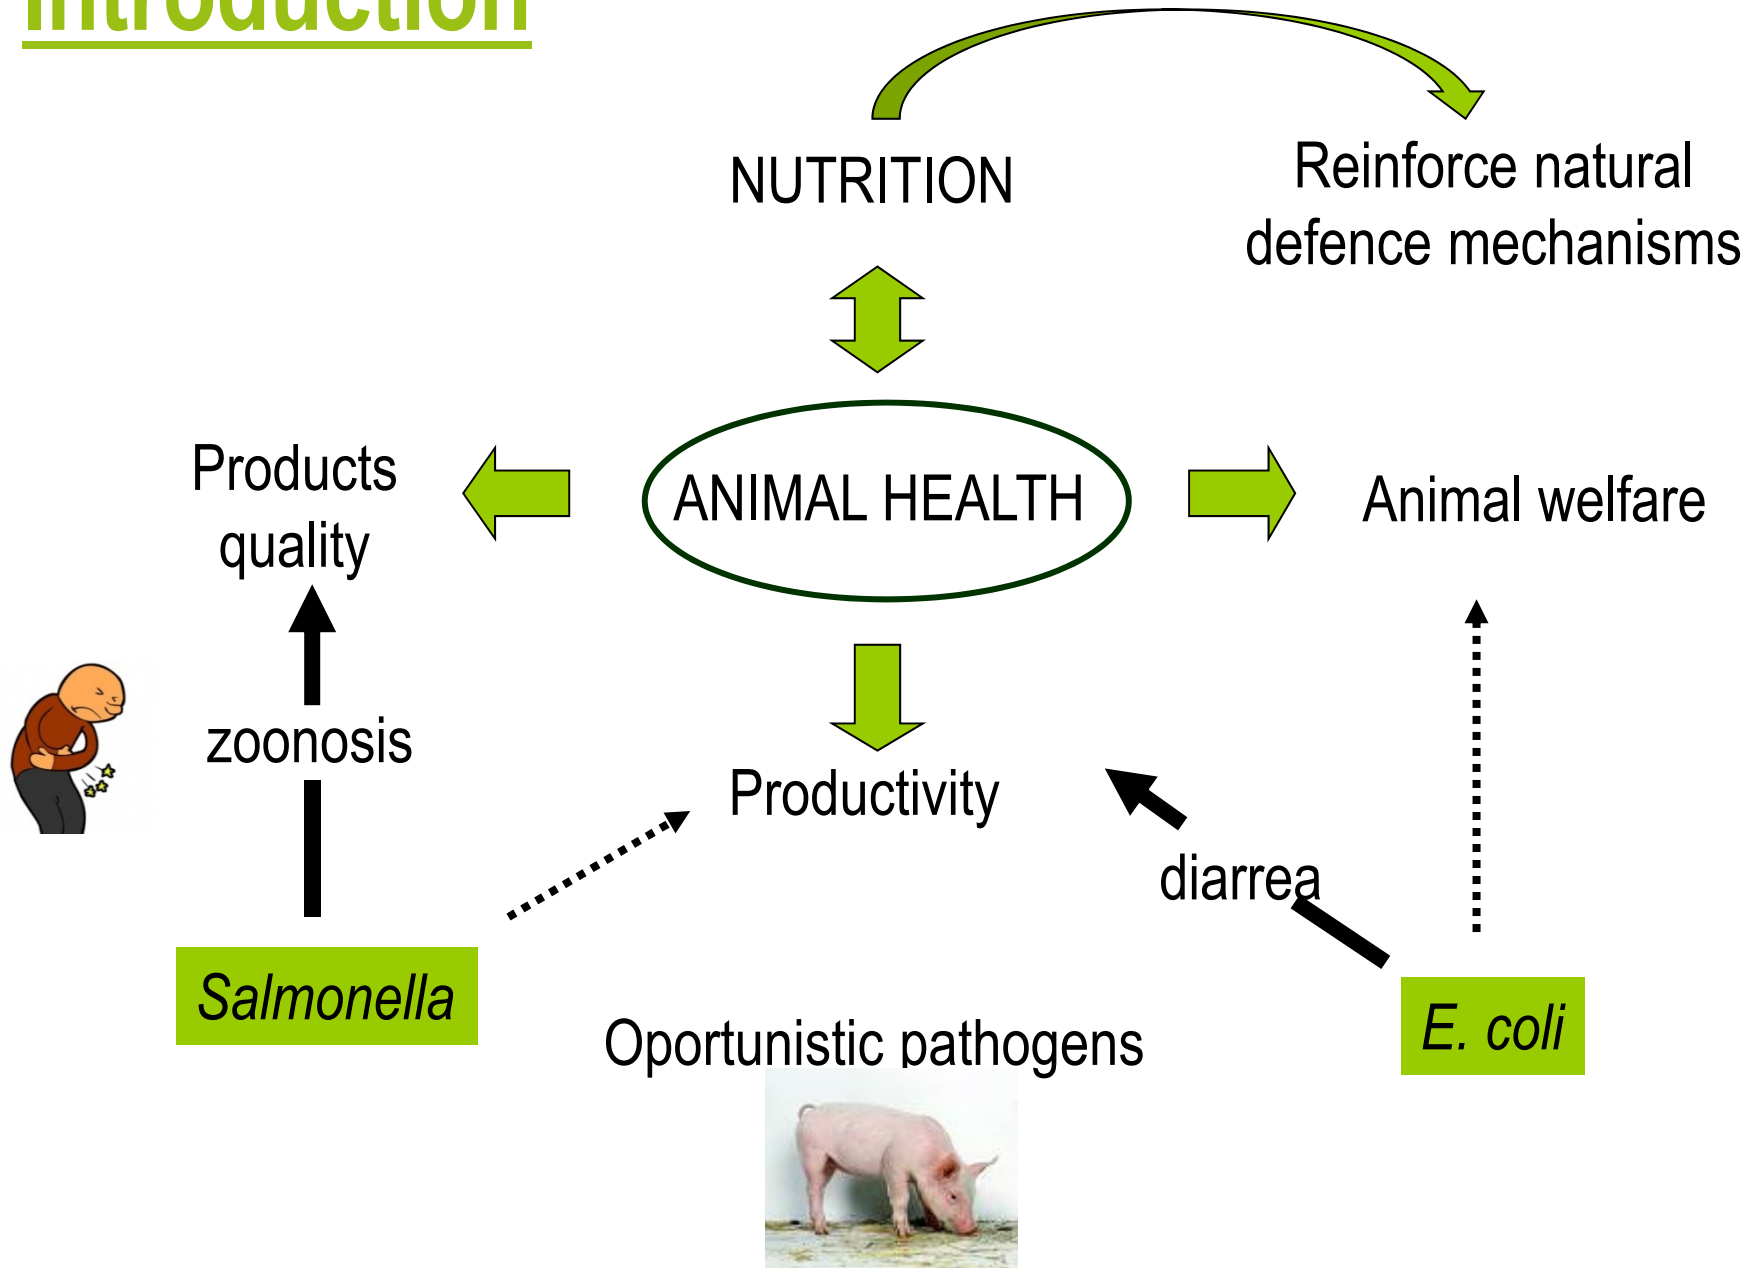 Introduction
NUTRITION
Reinforce natural
defence mechanisms
Products
quality
ANIMAL HEALTH
Animal welfare
zoonosis
Productivity
diarrea
Salmonella
Oportunistic pathogens
E. coli